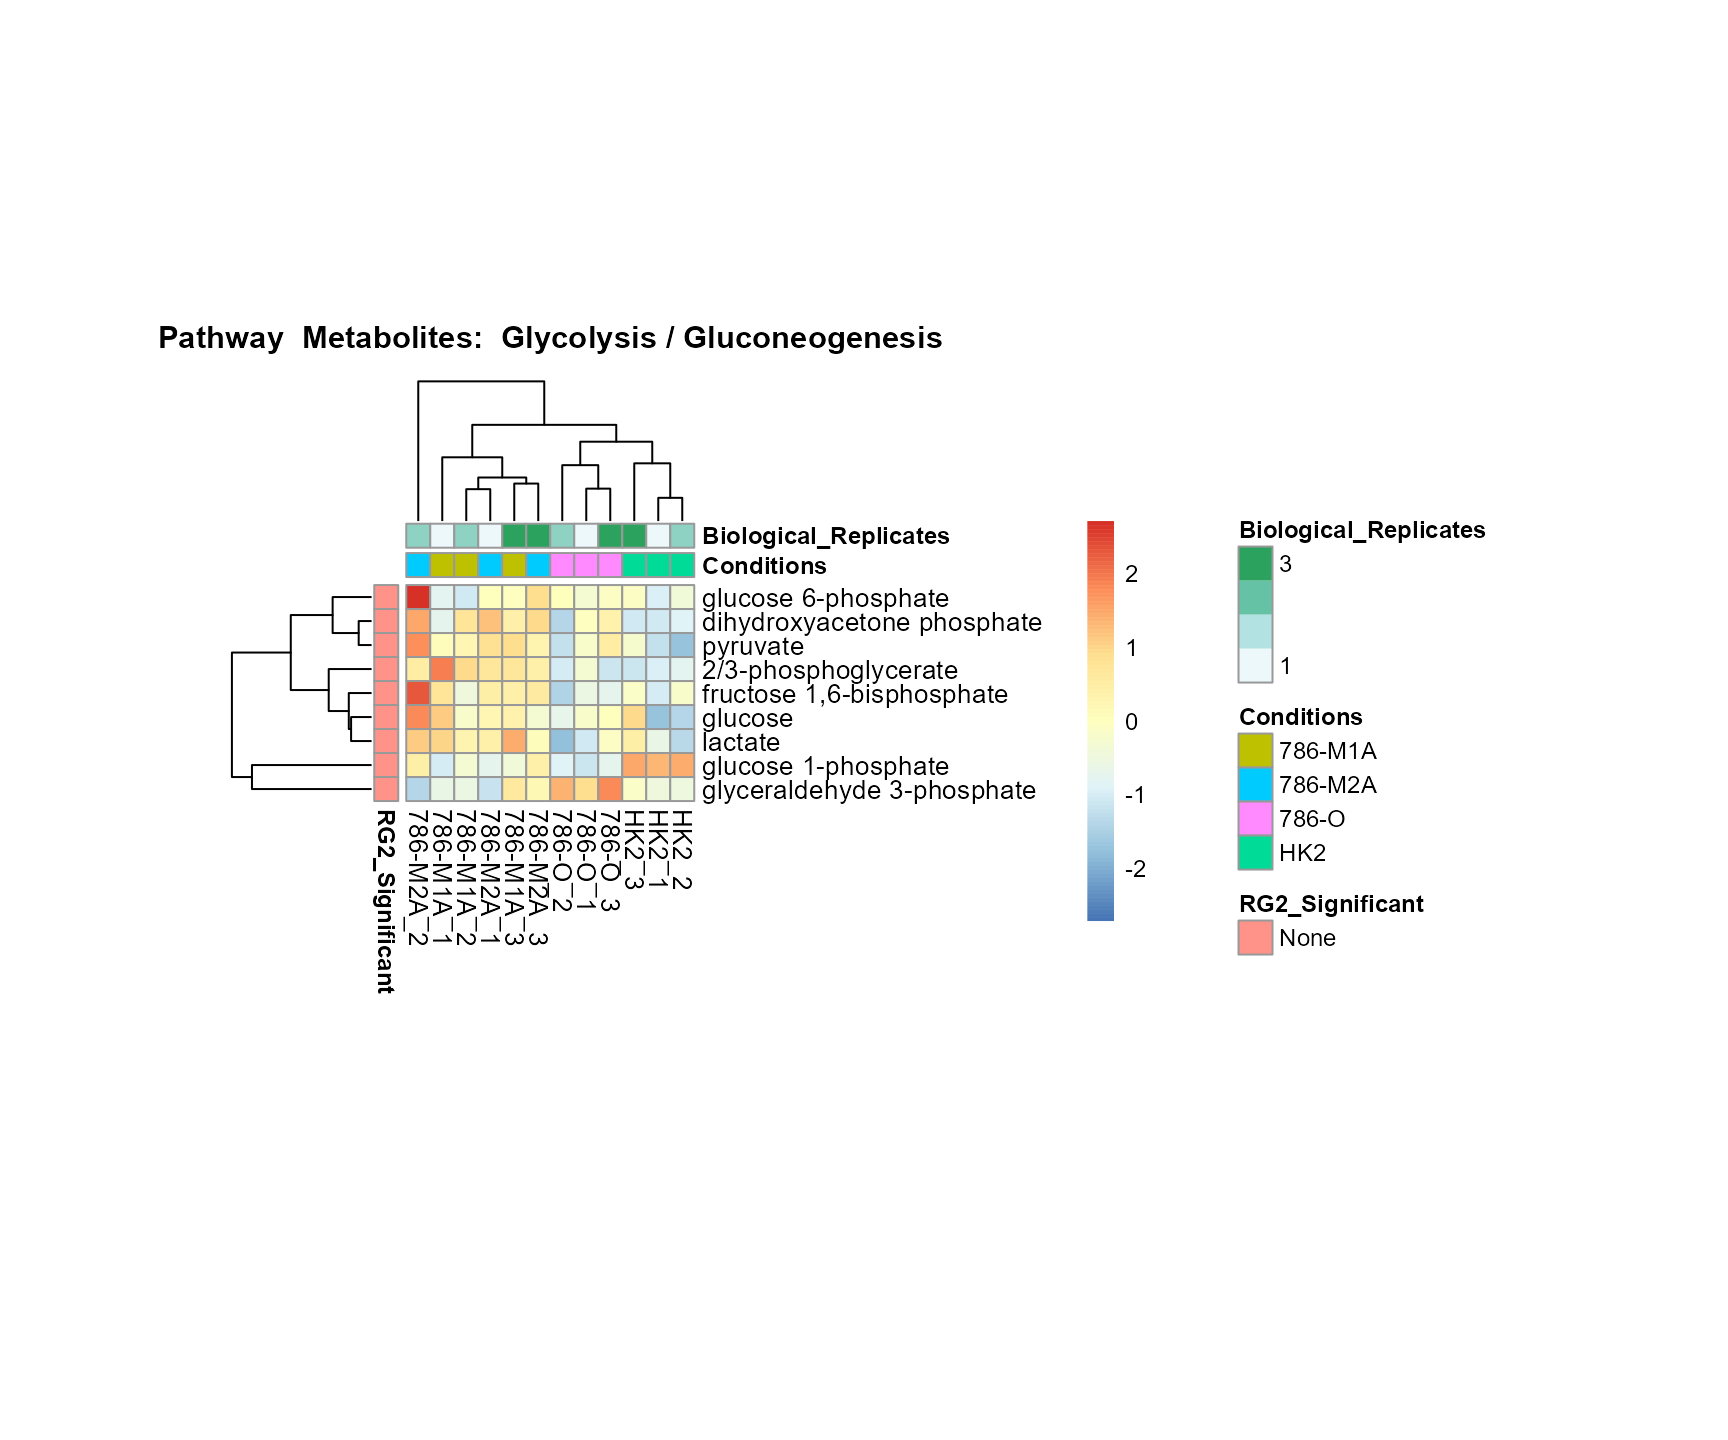 Pathway  Metabolites:  Glycolysis / Gluconeogenesis
Biological_Replicates
Conditions
glucose 6-phosphate
dihydroxyacetone phosphate
pyruvate
2/3-phosphoglycerate
fructose 1,6-bisphosphate
glucose
lactate
glucose 1-phosphate
glyceraldehyde 3-phosphate
RG2_Significant
786-M2A_2
786-M1A_1
786-M1A_2
786-M2A_1
786-M1A_3
786-M2A_3
786-O_2
786-O_1
786-O_3
HK2_3
HK2_1
HK2_2
2
1
0
-1
-2
Biological_Replicates
3
1
Conditions
786-M1A
786-M2A
786-O
HK2
RG2_Significant
None